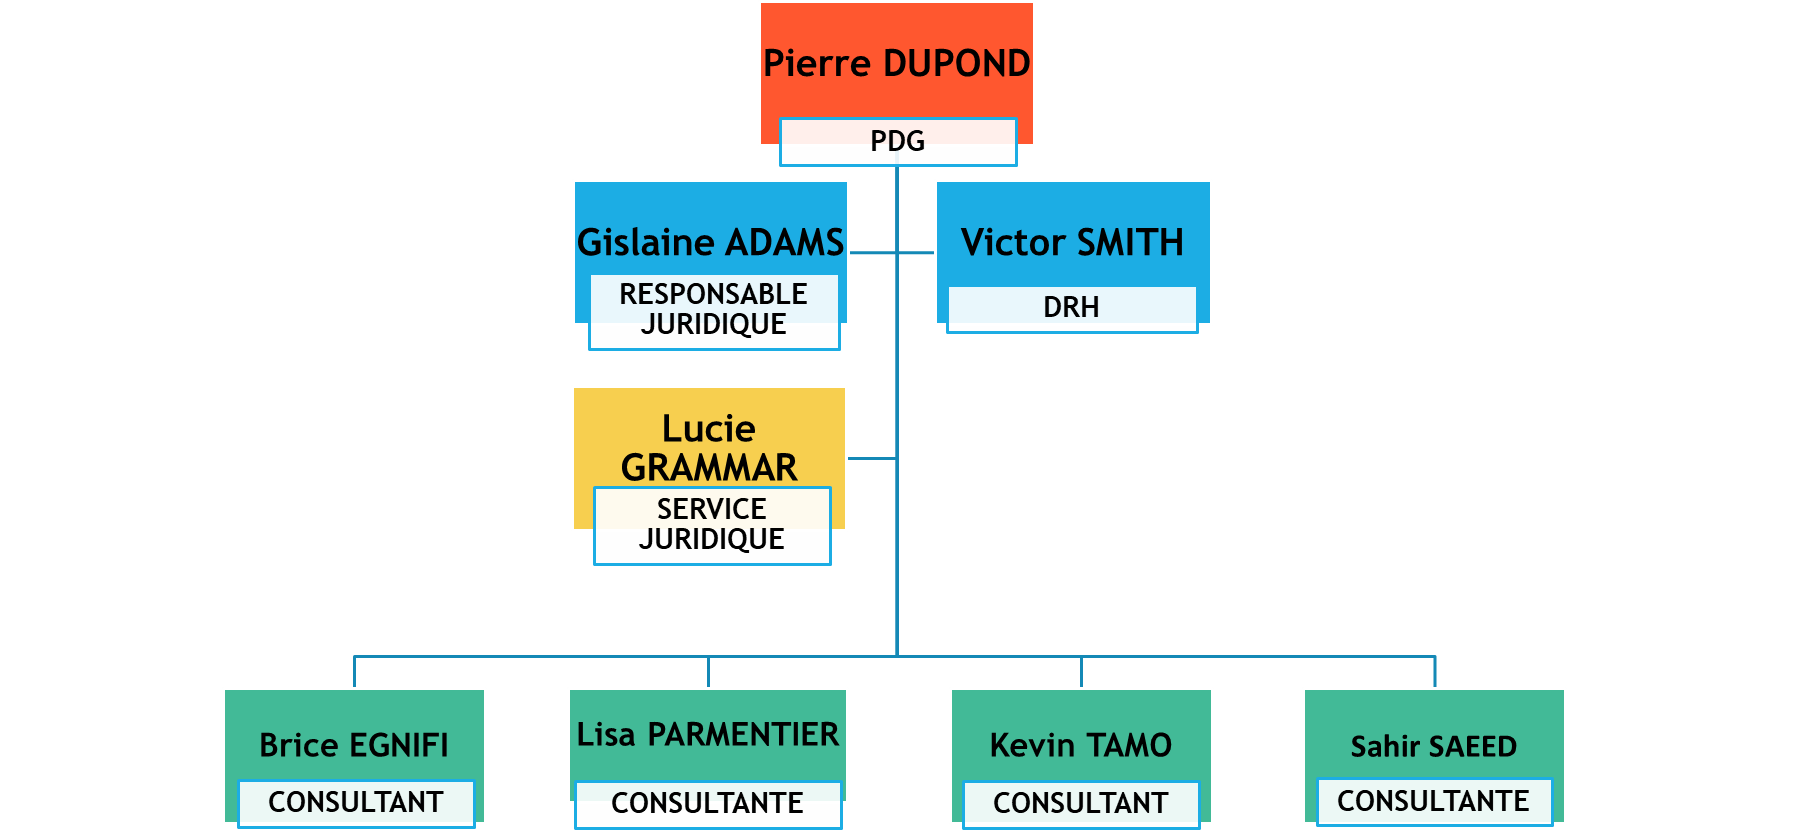 Pierre DUPOND
PDG
Gislaine ADAMS
RESPONSABLE
JURIDIQUE
Victor SMITH
DRH
Lucie
GRAMMAR
SERVICE
JURIDIQUE
Brice EGNIFI
CONSULTANT
Lisa PARMENTIER
CONSULTANTE
Kevin TAMO
CONSULTANT
Sahir SAEED
CONSULTANTE